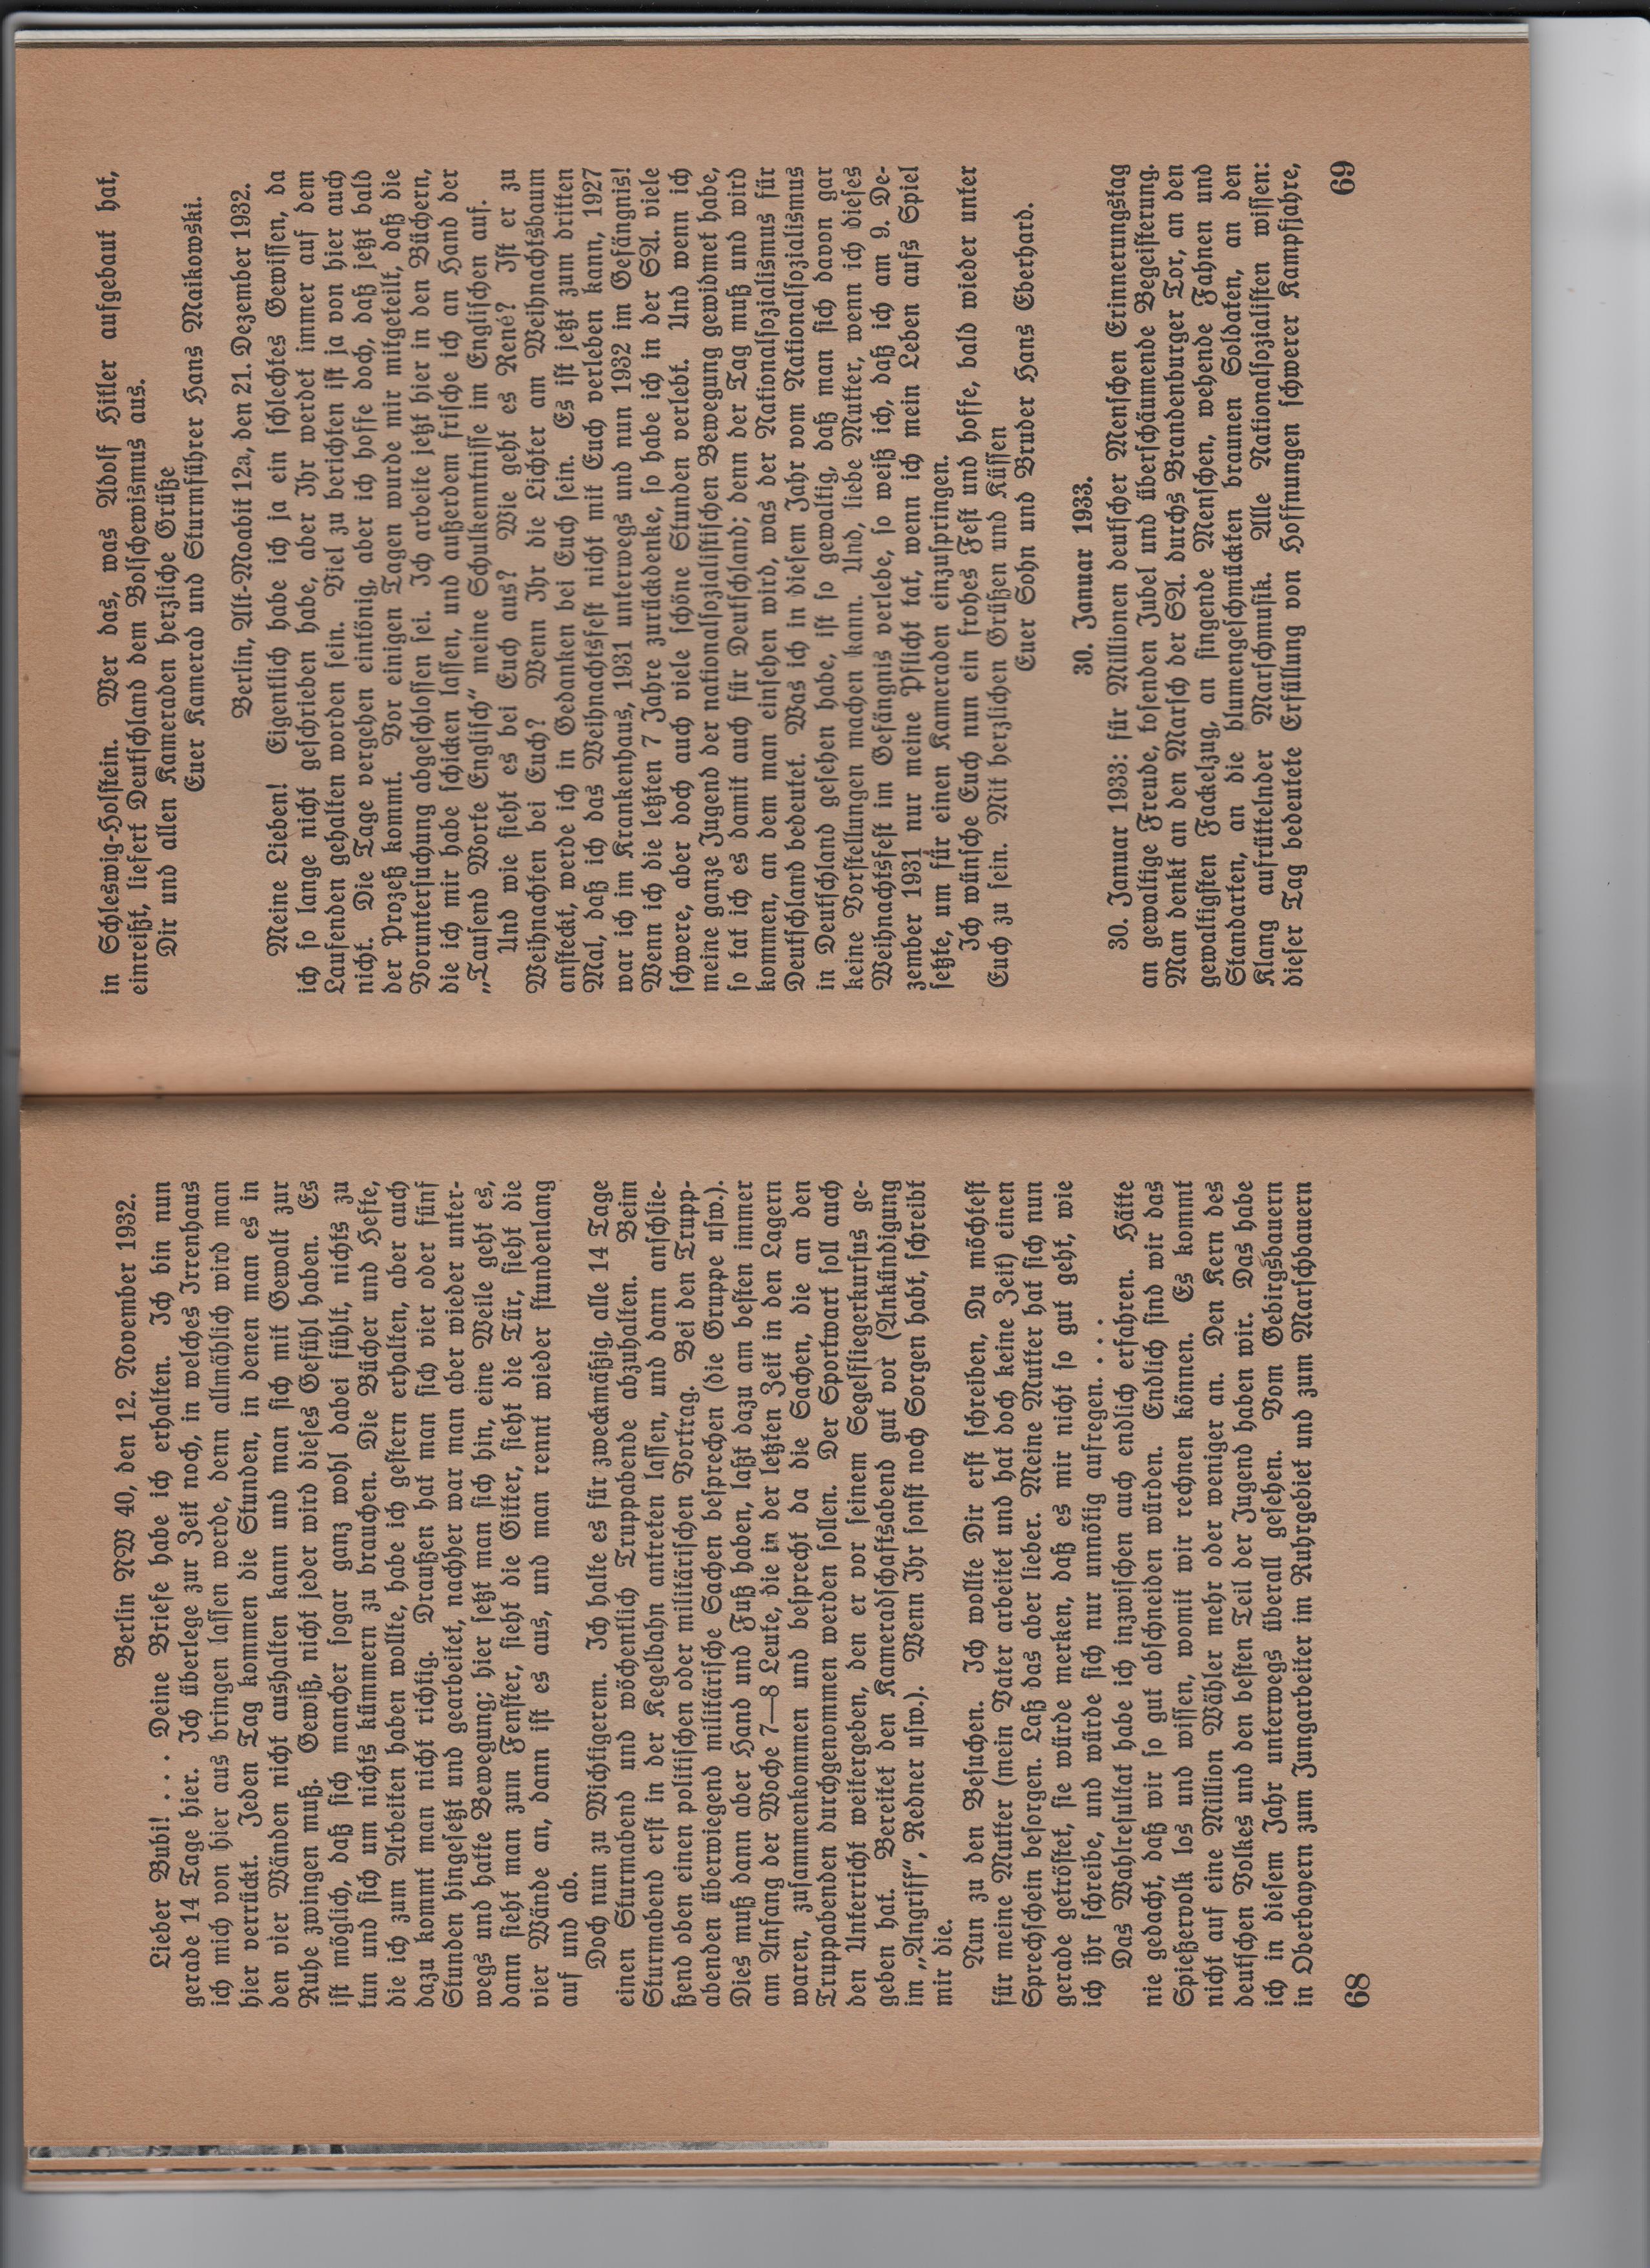 Berlin NW 40, den 12. November 1932.
Lieber Bubi! . . . Deine Briefe habe ich erhalten. Ich bin nun
gerade 14 Tage hier. Ich überlege zur Zeit noch, in welches Irrenhaus
ich mich von hier aus bringen lassen werde, denn allmählich wird man
hier verrückt. Jeden Tag kommen die Stunden, in denen man es in
den vier Wänden nicht aushalten kann und man sich mit Gewalt zur
Ruhe zwingen muß. Gewiß, nicht jeder wird dieses Gefühl haben. Es
ist möglich, daß sich mancher sogar ganz wohl dabei fühlt, nichts zu
tun und sich um nichts kümmern zu brauchen. Die Bücher und Hefte,
die ich zum Arbeiten haben wollte, habe ich gestern erhalten, aber auch
dazu kommt man nicht richtig. Draußen hat man sich vier oder fünf
Stunden hingesetzt und gearbeitet, nachher war man aber wieder unter-
wegs und hatte Bewegung; hier setzt man sich hin, eine Weile geht es,
dann sieht man zum Fenster, sieht die Gitter, sieht die Tür, sieht die
vier Wände an, dann ist es aus, und man rennt wieder stundenlang
auf und ab.
Doch nun zu Wichtigerem. Ich halte es für zweckmäßig, alle 14 Tage
einen Sturmabend und wöchentlich Truppabende abzuhalten. Beim
Sturmabend erst in der Kegelbahn antreten lassen, und dann anschlie-
ßend oben einen politischen oder militärischen Vortrag. Bei den Trupp-
abenden überwiegend militärische Sachen besprechen (die Gruppe usw.).
Dies muß dann aber Hand und Fuß haben, laßt dazu am besten immer
am Anfang der Woche 7—8 Leute, die in der letzten Zeit in den Lagern
waren, zusammenkommen und besprecht da die Sachen, die an den
Truppabenden durchgenommen werden sollen. Der Sportwart soll auch
den Unterricht weitergeben, den er vor seinem Segelfliegerkursus ge-
geben hat. Bereitet den Kameradschaftsabend gut vor (Ankündigung
im „Angriff“, Redner usw.). Wenn Ihr sonst noch Sorgen habt, schreibt
mir die.
Nun zu den Besuchen. Ich wollte Dir erst schreiben, Du möchtest
für meine Mutter (mein Vater arbeitet und hat doch keine Zeit) einen
Sprechschein besorgen. Laß das aber lieber. Meine Mutter hat sich nun
gerade getröstet, sie würde merken, daß es mir nicht so gut geht, wie
ich ihr schreibe, und würde sich nur unnötig aufregen. . . .
Das Wahlresultat habe ich inzwischen auch endlich erfahren. Hätte
nie gedacht, daß wir so gut abschneiden würden. Endlich sind wir das
Spießervolk los und wissen, womit wir rechnen können. Es kommt
nicht auf eine Million Wähler mehr oder weniger an. Den Kern des
deutschen Volkes und den besten Teil der Jugend haben wir. Das habe
ich in diesem Jahr unterwegs überall gesehen. Vom Gebirgsbauern
in Oberbayern zum Jungarbeiter im Ruhrgebiet und zum Marschbauern
68
in Schleswig-Holstein. Wer das, was Adolf Hitler aufgebaut hat,
einreißt, liefert Deutschland dem Bolschewismus aus.
Dir und allen Kameraden herzliche Grüße
Euer Kamerad und Sturmführer Hans Maikowski.
Berlin, Alt-Moabit 12a, den 21. Dezember 1932.
Meine Lieben! Eigentlich habe ich ja ein schlechtes Gewissen, da
ich so lange nicht geschrieben habe, aber Ihr werdet immer auf dem
Laufenden gehalten worden sein. Viel zu berichten ist ja von hier auch
nicht. Die Tage vergehen eintönig, aber ich hoffe doch, daß jetzt bald
der Prozeß kommt. Vor einigen Tagen wurde mir mitgeteilt, daß die
Voruntersuchung abgeschlossen sei. Ich arbeite jetzt hier in den Büchern,
die ich mir habe schicken lassen, und außerdem frische ich an Hand der
„Tausend Worte Englisch“ meine Schulkenntnisse im Englischen auf.
Und wie sieht es bei Euch aus? Wie geht es René? Ist er zu
Weihnachten bei Euch? Wenn Ihr die Lichter am Weihnachtsbaum
ansteckt, werde ich in Gedanken bei Euch sein. Es ist jetzt zum dritten
Mal, daß ich das Weihnachtsfest nicht mit Euch verleben kann, 1927
war ich im Krankenhaus, 1931 unterwegs und nun 1932 im Gefängnis!
Wenn ich die letzten 7 Jahre zurückdenke, so habe ich in der SA. viele
schwere, aber doch auch viele schöne Stunden verlebt. Und wenn ich
meine ganze Jugend der nationalsozialistischen Bewegung gewidmet habe,
so tat ich es damit auch für Deutschland; denn der Tag muß und wird
kommen, an dem man einsehen wird, was der Nationalsozialismus für
Deutschland bedeutet. Was ich in diesem Jahr vom Nationalsozialismus
in Deutschland gesehen habe, ist so gewaltig, daß man sich davon gar
keine Vorstellungen machen kann. Und, liebe Mutter, wenn ich dieses
Weihnachtsfest im Gefängnis verlebe, so weiß ich, daß ich am 9. De-
zember 1931 nur meine Pflicht tat, wenn ich mein Leben aufs Spiel
setzte, um für einen Kameraden einzuspringen.
Ich wünsche Euch nun ein frohes Fest und hoffe, bald wieder unter
Euch zu sein. Mit herzlichen Grüßen und Küssen
Euer Sohn und Bruder Hans Eberhard.
30. Januar 1933.
30. Januar 1933: für Millionen deutscher Menschen Erinnerungstag
an gewaltige Freude, tosenden Jubel und überschäumende Begeisterung.
Man denkt an den Marsch der SA. durchs Brandenburger Tor, an den
gewaltigsten Fackelzug, an singende Menschen, wehende Fahnen und
Standarten, an die blumengeschmückten braunen Soldaten, an den
Klang aufrüttelnder Marschmusik. Alle Nationalsozialisten wissen:
dieser Tag bedeutete Erfüllung von Hoffnungen schwerer Kampfjahre,
69